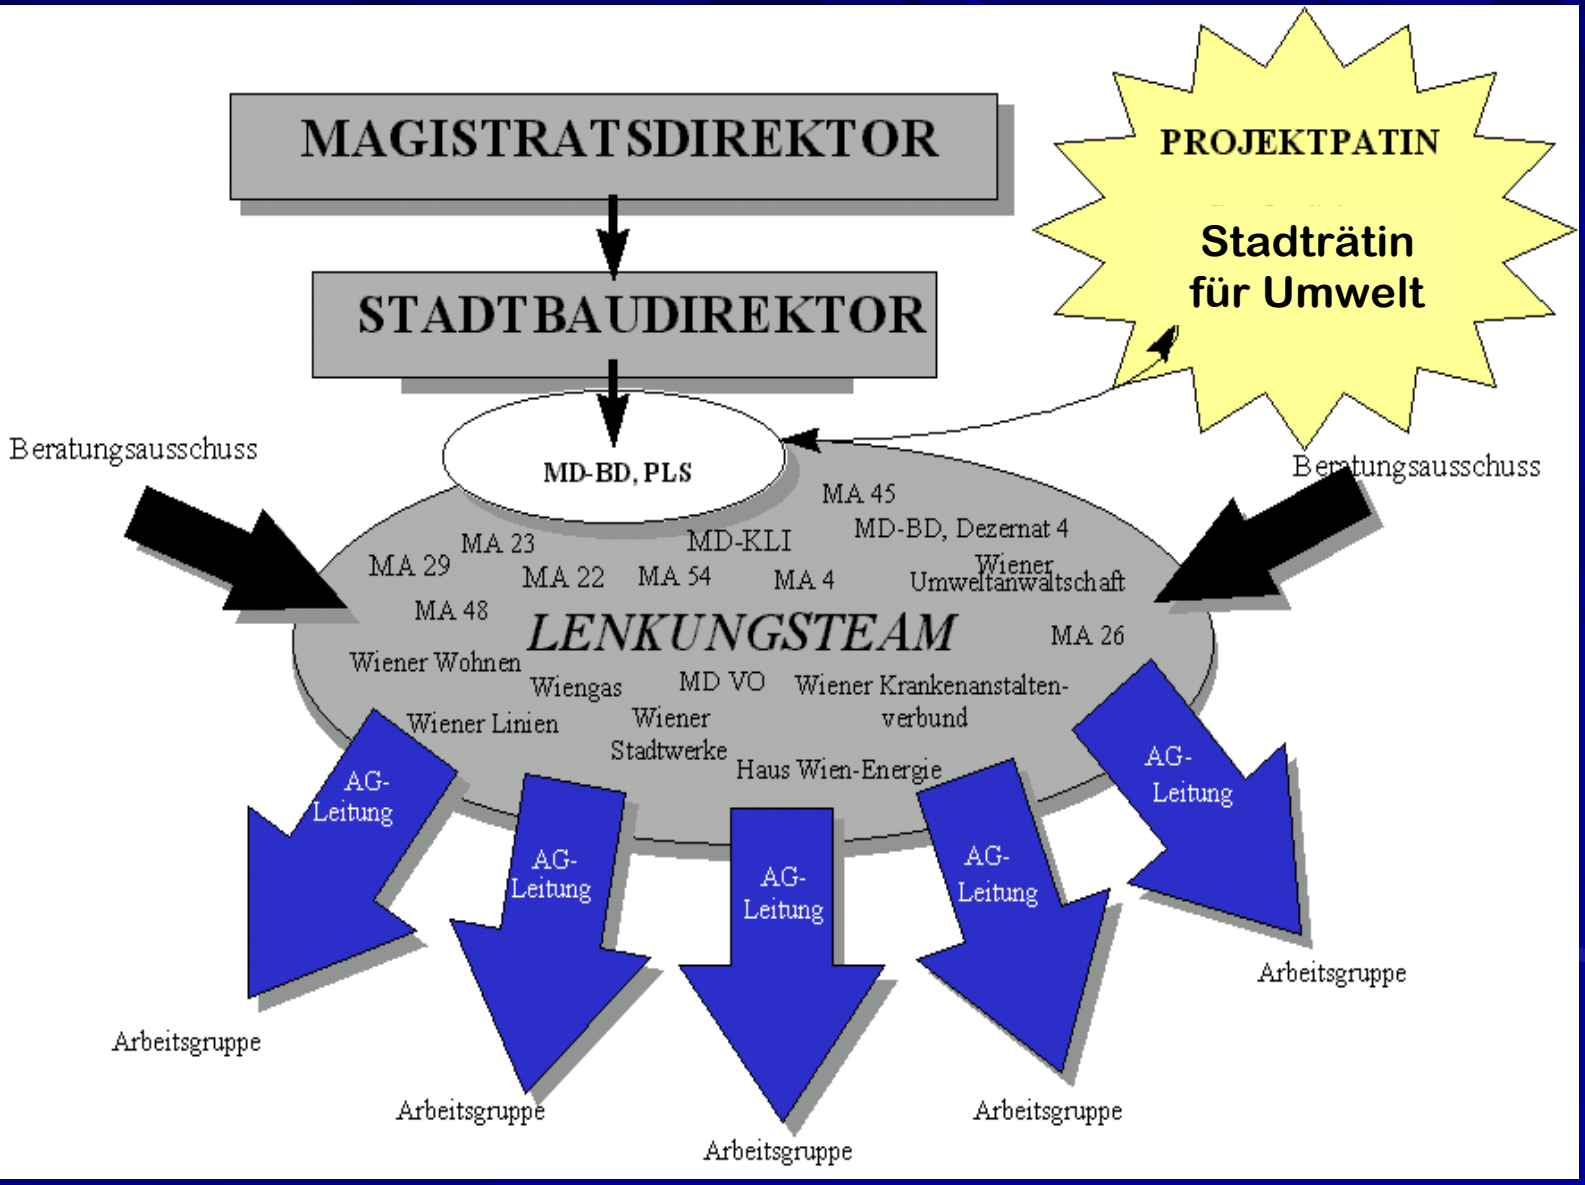 MAGISTRATSDIREKTOR
PROJEKTPATIN
Stadträtin
für Umwelt
STADTBAUDIREKTOR
Beratungsausschuss
MD-BD, PLS
Beratungsausschuss
MA 45
MD-BD, Dezernat 4
MA 23
MD-KLI
MA 29
MA 22
MA 54
MA 4
Wiener
Umweltanwaltschaft
MA 48
LENKUNGSTEAM
MA 26
Wiener Wohnen
Wiengas
MD VO
Wiener Krankenanstalten-
verbund
Wiener Linien
Wiener
Stadtwerke
Haus Wien-Energie
AG-
Leitung
AG-
Leitung
AG-
Leitung
AG-
Leitung
AG-
Leitung
Arbeitsgruppe
Arbeitsgruppe
Arbeitsgruppe
Arbeitsgruppe
Arbeitsgruppe